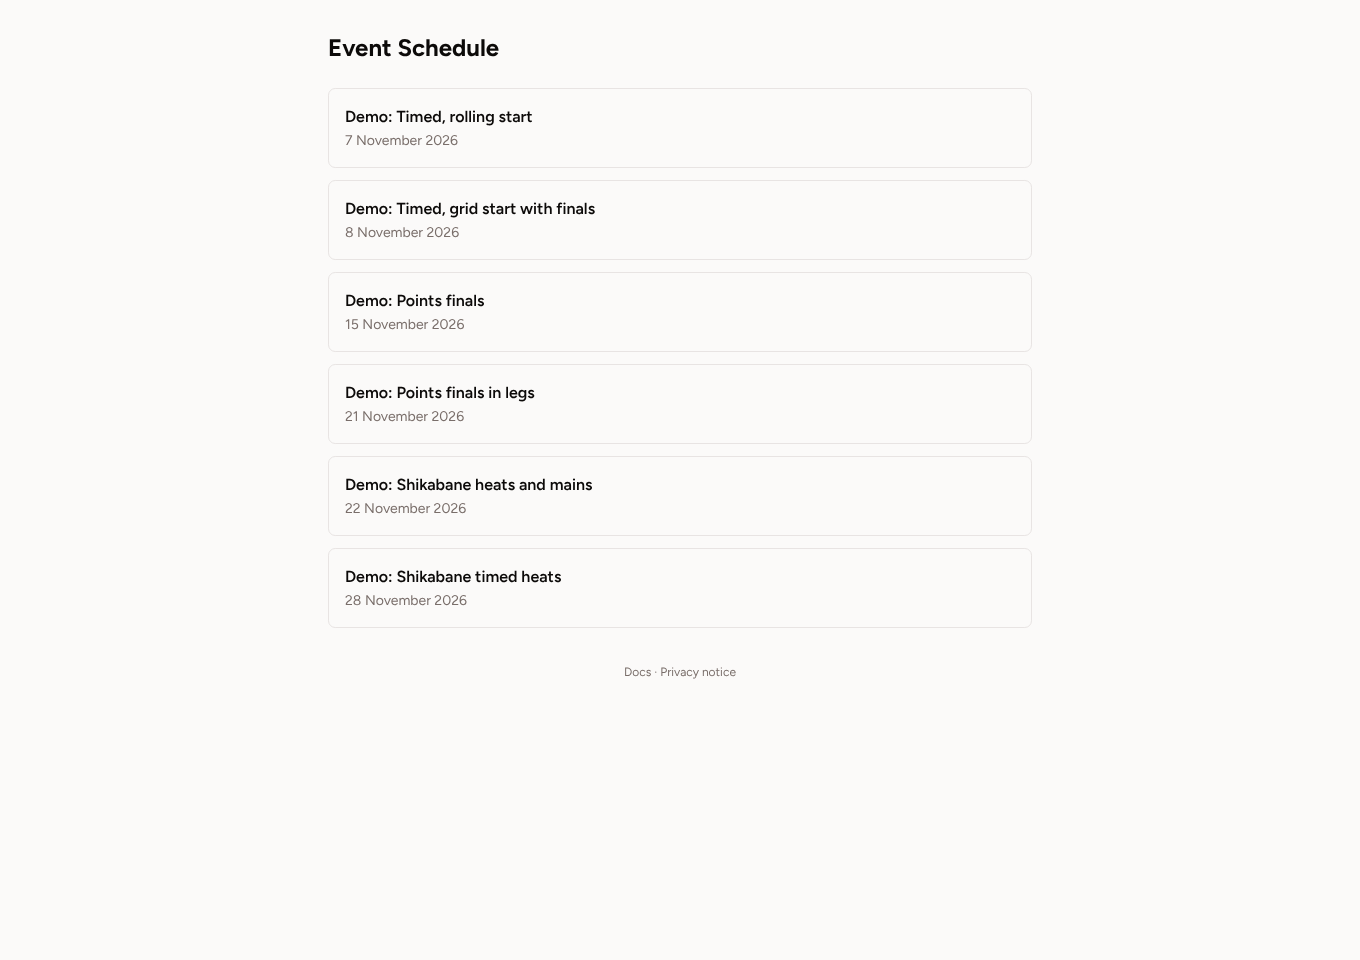 Event Schedule
Demo: Timed, rolling start
7 November 2026
Demo: Timed, grid start with finals
8 November 2026
Demo: Points finals
15 November 2026
Demo: Points finals in legs
21 November 2026
Demo: Shikabane heats and mains
22 November 2026
Demo: Shikabane timed heats
28 November 2026
Docs · Privacy notice